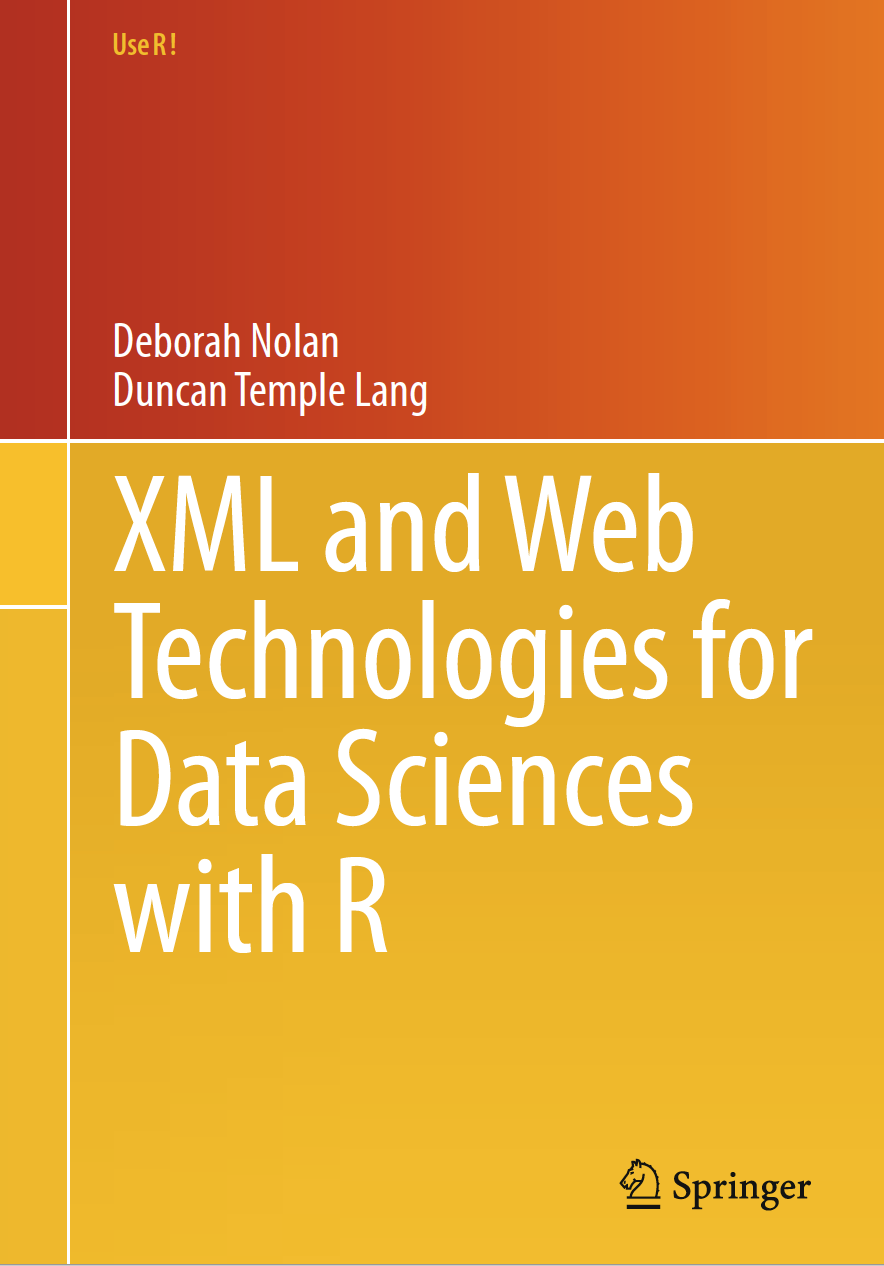 Use R !
Deborah Nolan
Duncan Temple Lang
XML and Web
Technologies for
Data Sciences
with R
Springer